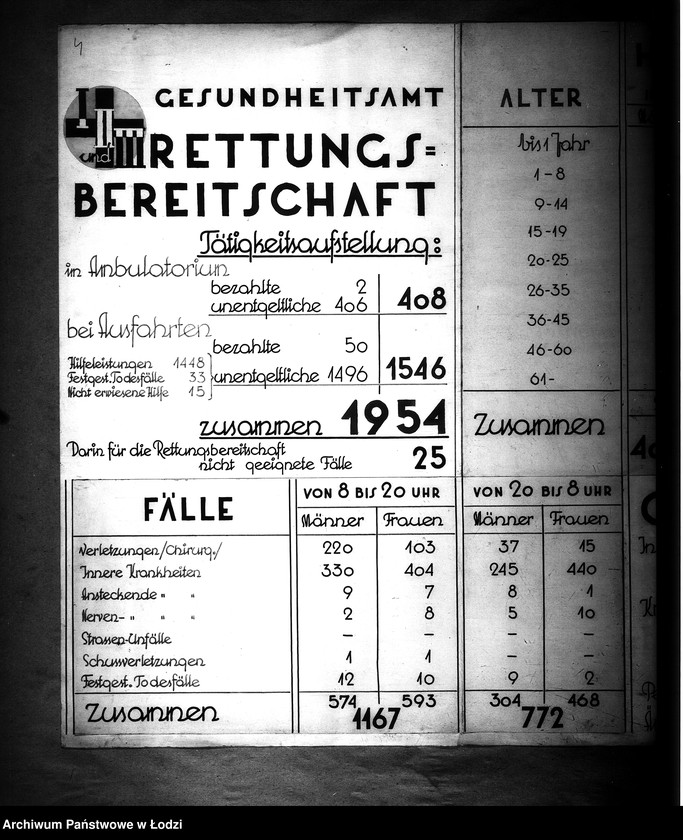 4
GESUNDHEITSAMT
und RETTUNGS=
BEREITSCHAFT
Tätigkeitsaufstellung:
in Anbulatorium
bezahlte 2
unentgeltliche 406 408
bei Ausfahrten
bezahlte 50
Hilfeleistungen 1448
Festgest. Todesfälle 33 unentgeltliche 1496 1546
Nicht erwiesene Hilfe 15
zusammen 1954
Darin für die Rettungsbereitschaft
nicht geeignete Fälle 25
ALTER
bis 1 Jahr
1-8
9-14
15-19
20-25
26-35
36-45
46-60
61-
Zusammen
FÄLLE VON 8 BIS 20 UHR VON 20 BIS 8 UHR
Männer Frauen Männer Frauen
Verletzungen/Chirurg./ 220 103 37 15
Innere Krankheiten 330 404 245 440
Ansteckende " " 9 7 8 1
Nerven- " " " 2 8 5 10
Strassen-Unfälle – – – –
Schussverletzungen 1 1 – –
Festgest. Todesfälle 12 10 9 2
Zusammen 574 593 304 468
1167 772
Archiwum Państwowe w Łodzi